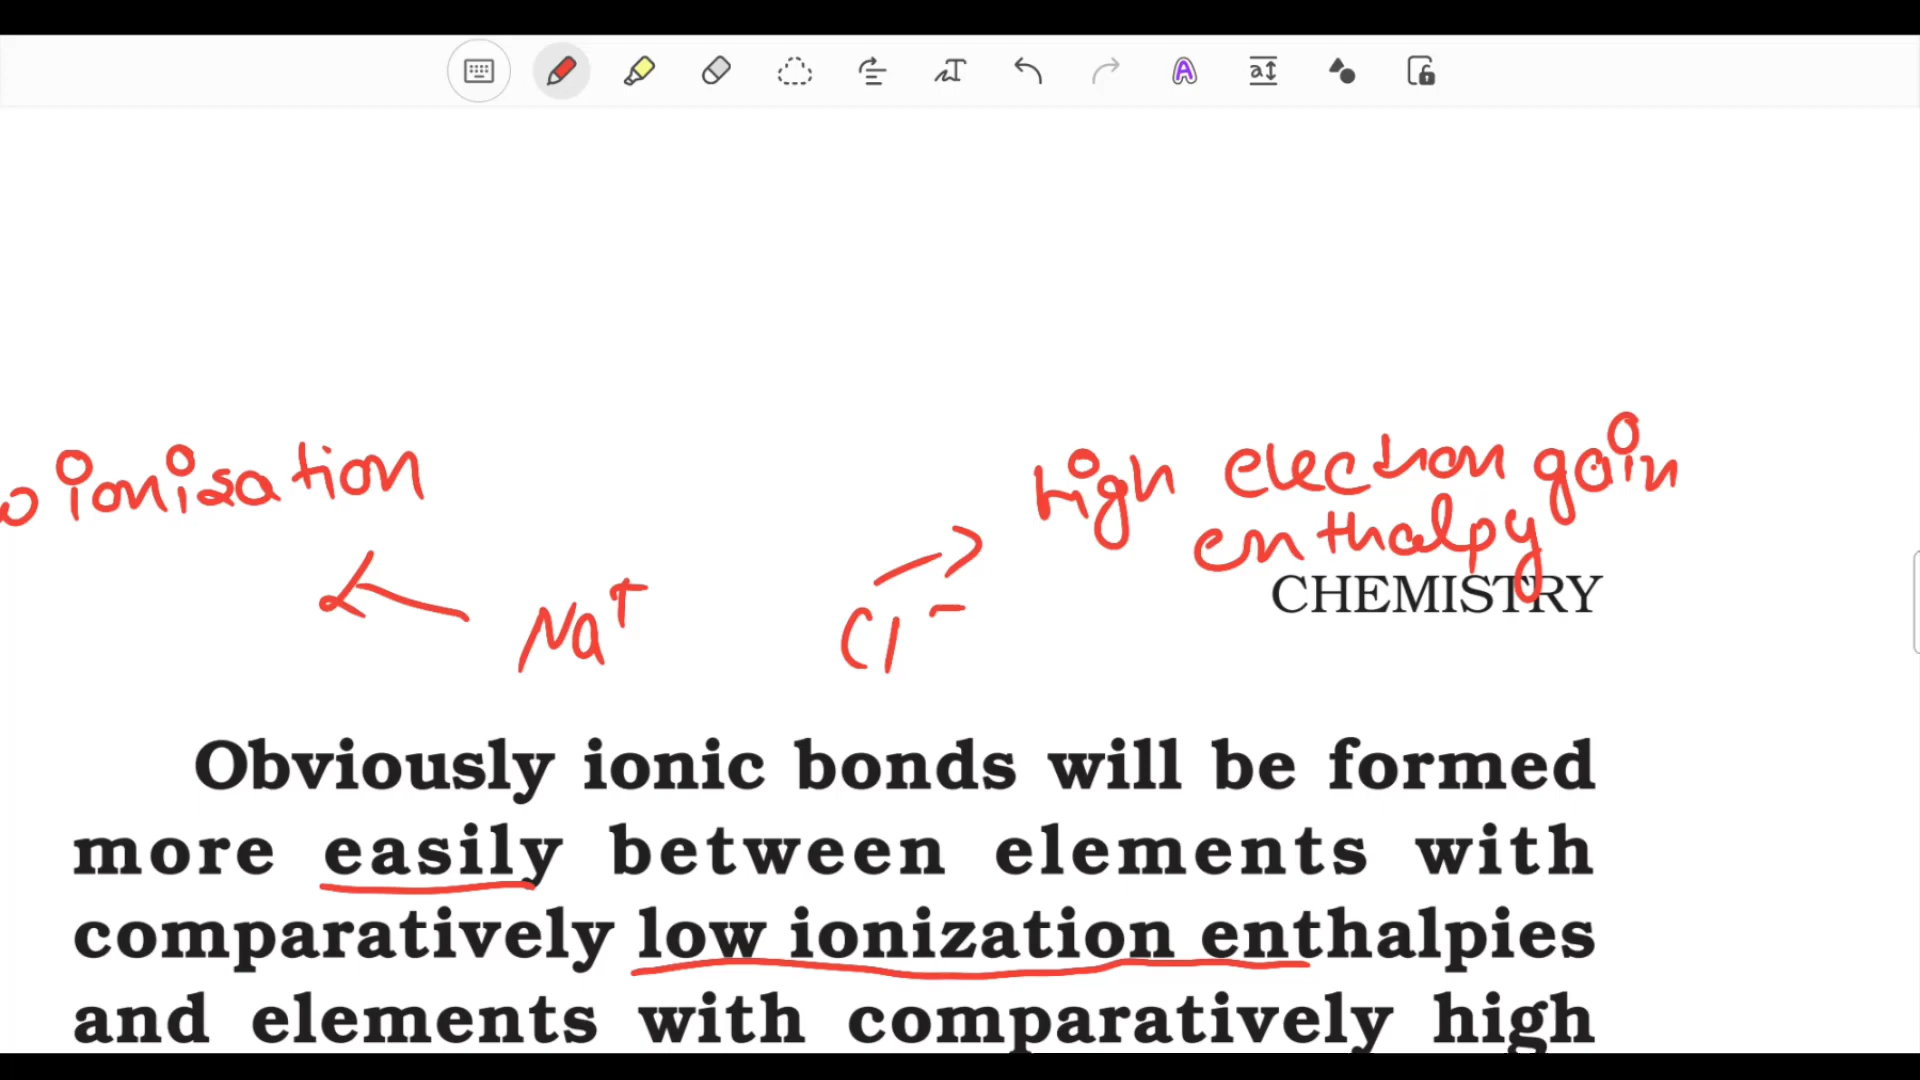 ionisation
high electron gain
enthalpy
CHEMISTRY
Na⁺ Cl⁻
Obviously ionic bonds will be formed
more easily between elements with
comparatively low ionization enthalpies
and elements with comparatively high